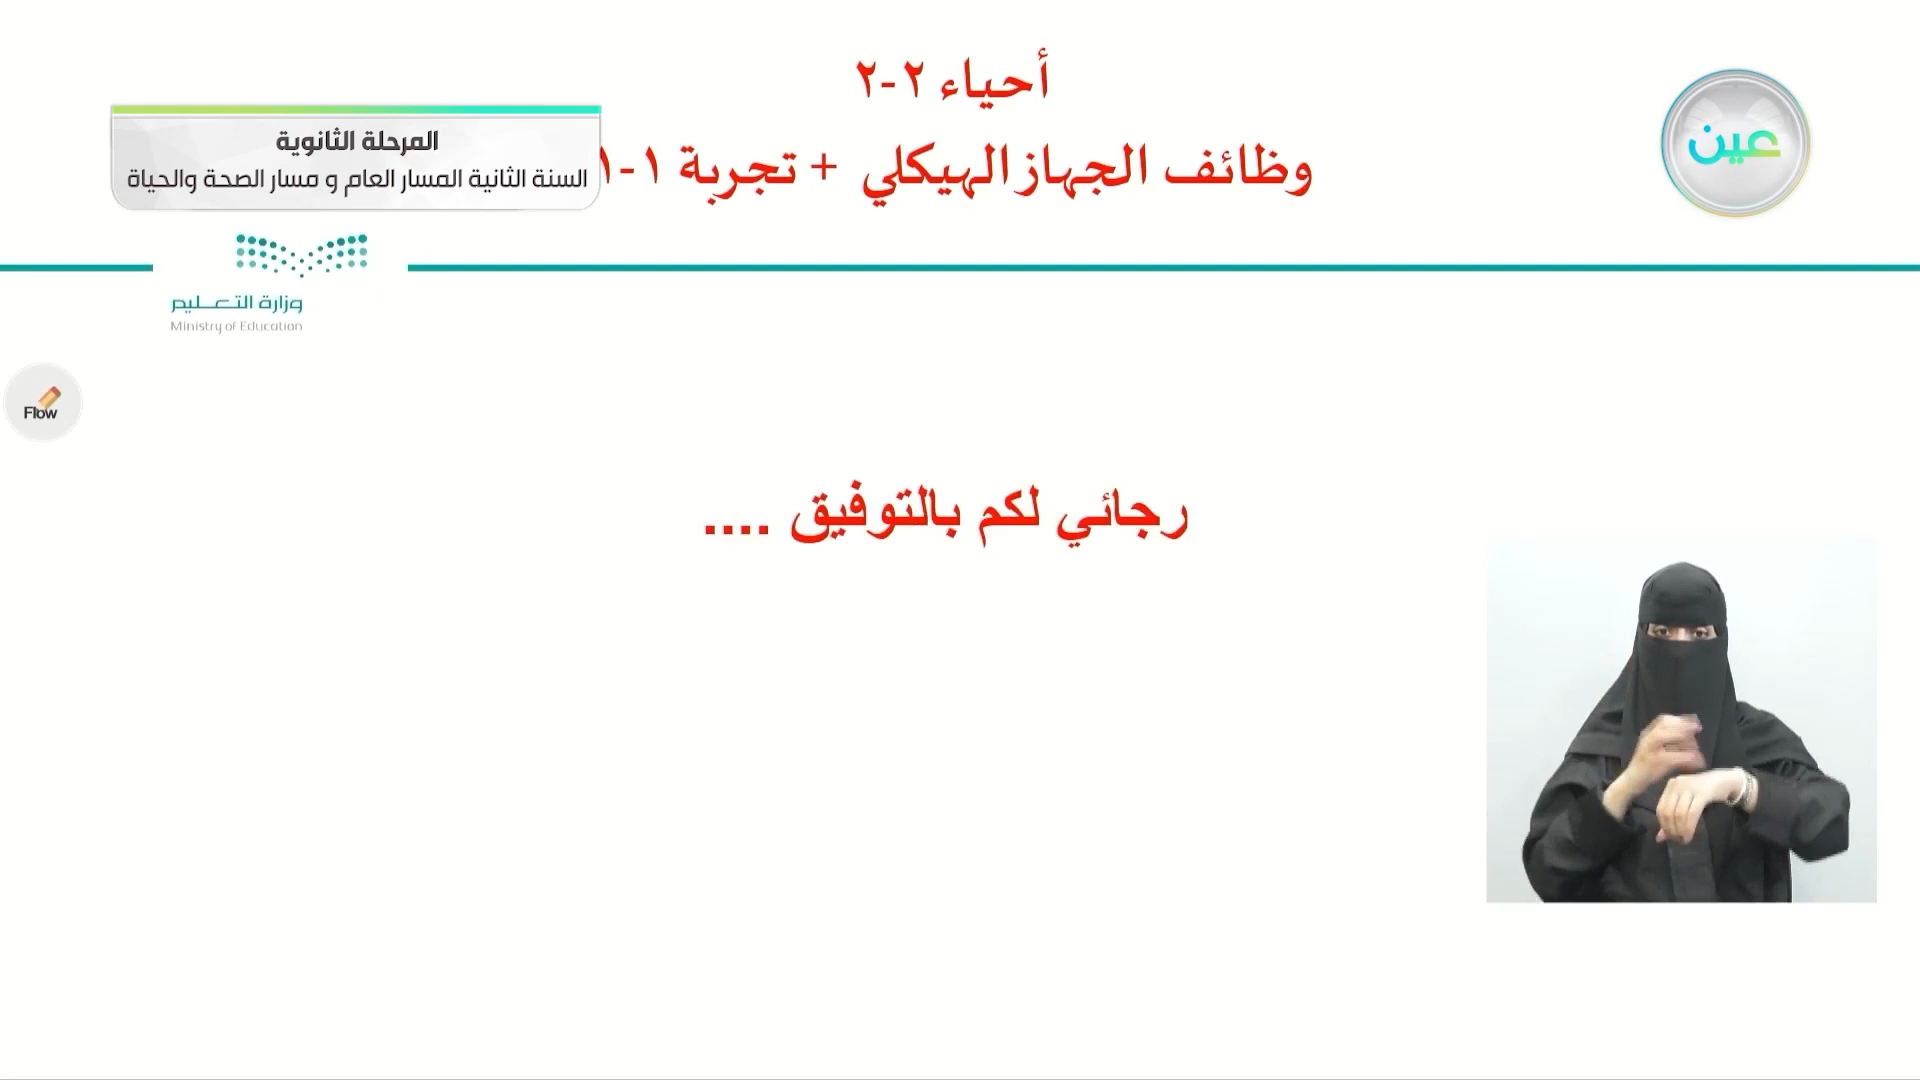 أحياء ٢-٢
وظائف الجهاز الهيكلي + تجربة ١-١
المرحلة الثانوية
السنة الثانية المسار العام و مسار الصحة والحياة
عين
وزارة التعليم
Ministry of Education
Flow
رجائي لكم بالتوفيق ....